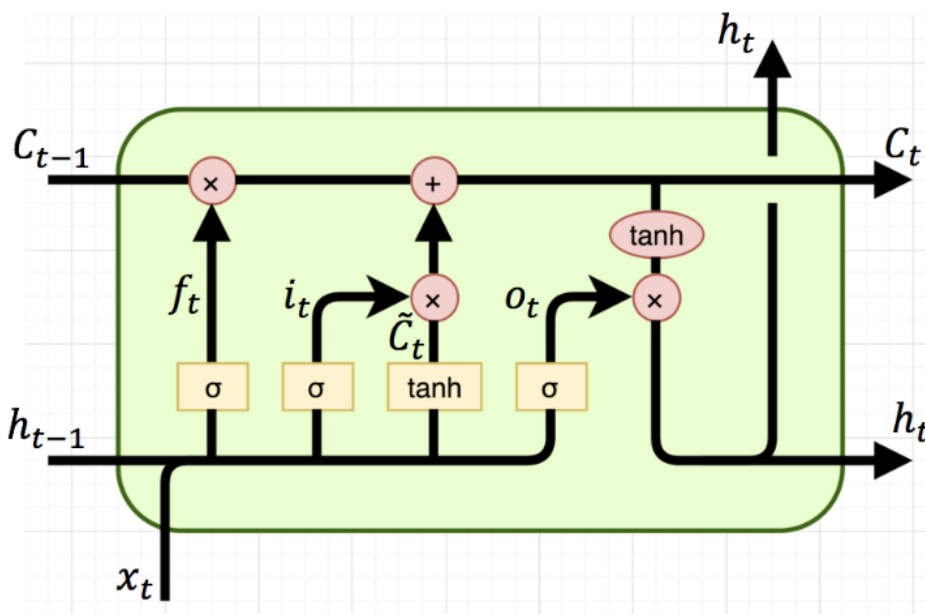 h_t
C_{t-1}
C_t
×
+
tanh
f_t
i_t
×
o_t
×
C̃_t
σ
σ
tanh
σ
h_{t-1}
h_t
x_t